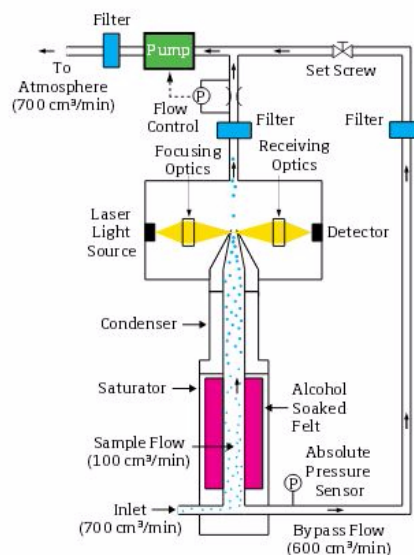 Filter
Pump
To
Atmosphere
(700 cm³/min)
P
Flow
Control
Set Screw
Filter
Filter
Focusing
Optics
Receiving
Optics
Laser
Light
Source
Detector
Condenser
Saturator
Alcohol
Soaked
Felt
Sample Flow
(100 cm³/min)
Absolute
Pressure
Sensor
P
Inlet
(700 cm³/min)
Bypass Flow
(600 cm³/min)